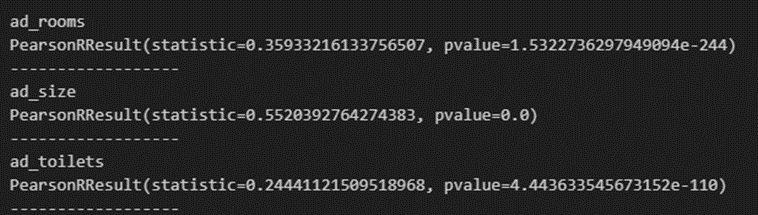 ad_rooms
PearsonRResult(statistic=0.35933216133756507, pvalue=1.5322736297949094e-244)
------------------
ad_size
PearsonRResult(statistic=0.5520392764274383, pvalue=0.0)
------------------
ad_toilets
PearsonRResult(statistic=0.24441121509518968, pvalue=4.443633545673152e-110)
------------------